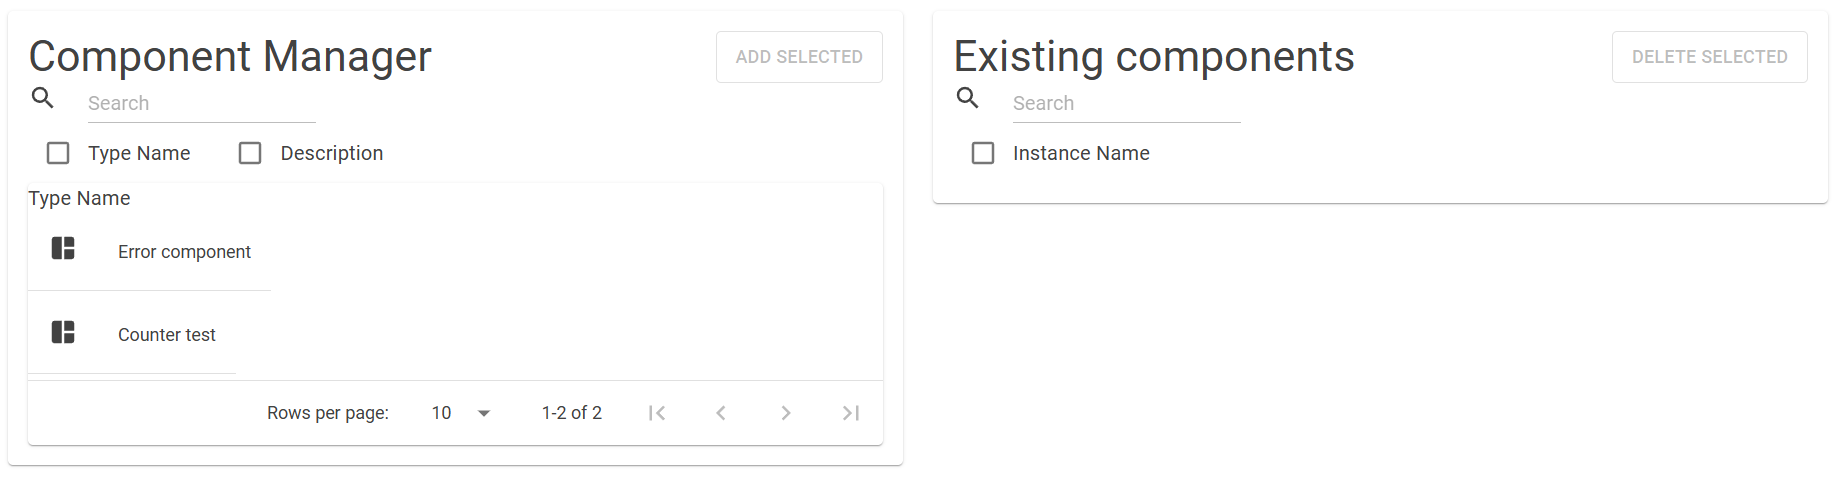 Component Manager
ADD SELECTED
Search
Type Name
Description
Type Name
Error component
Counter test
Rows per page:
10
1-2 of 2
Existing components
DELETE SELECTED
Search
Instance Name